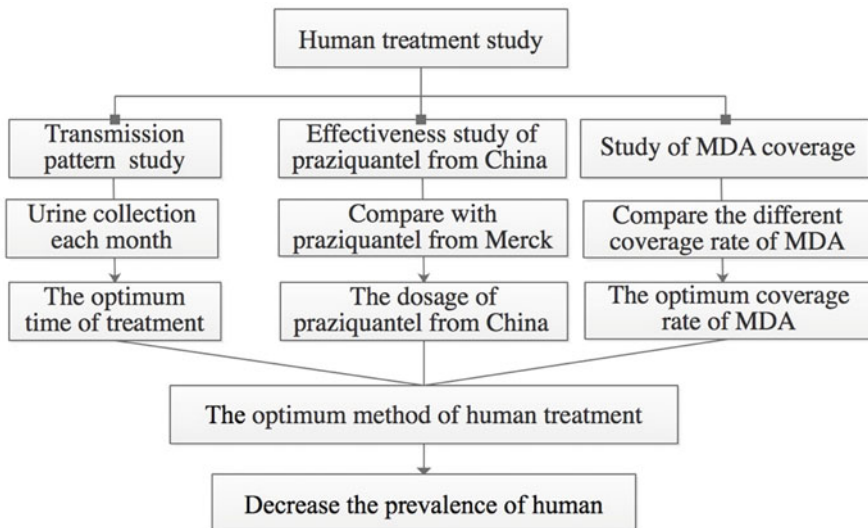 Human treatment study
Transmission
pattern study
Effectiveness study of
praziquantel from China
Study of MDA coverage
Urine collection
each month
Compare with
praziquantel from Merck
Compare the different
coverage rate of MDA
The optimum
time of treatment
The dosage of
praziquantel from China
The optimum coverage
rate of MDA
The optimum method of human treatment
Decrease the prevalence of human